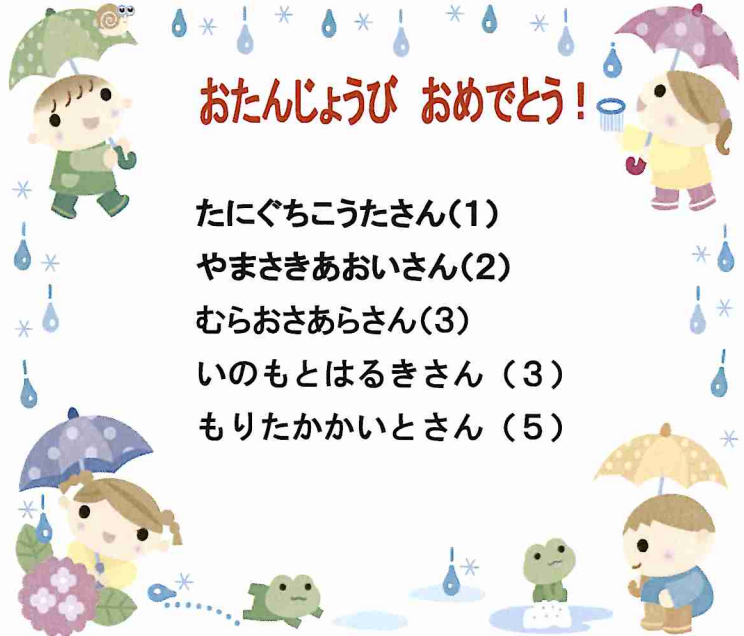 おたんじょうび おめでとう！
たにぐちこうたさん(1)
やまさきあおいさん(2)
むらおさあらさん(3)
いのもとはるきさん（３）
もりたかかいとさん（５）